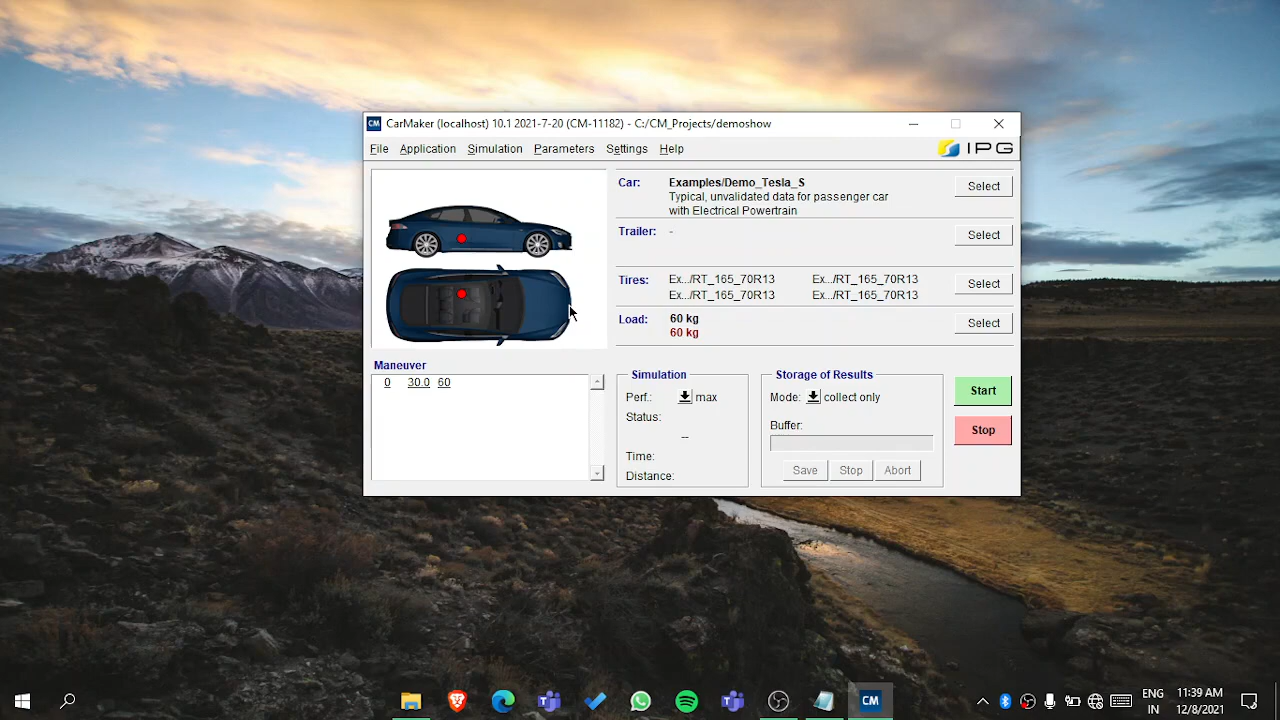 CM CarMaker (localhost) 10.1 2021-7-20 (CM-11182) - C:/CM_Projects/demoshow
File Application Simulation Parameters Settings Help IPG
Car: Examples/Demo_Tesla_S Select
Typical, unvalidated data for passenger car
with Electrical Powertrain
Trailer: - Select
Tires: Ex../RT_165_70R13 Ex../RT_165_70R13 Select
Ex../RT_165_70R13 Ex../RT_165_70R13
Load: 60 kg Select
60 kg
Maneuver
0 30.0 60
Simulation
Perf.: max
Status:
--
Time:
Distance:
Storage of Results
Mode: collect only
Buffer:
Save Stop Abort
Start
Stop
CM
ENG
IN
11:39 AM
12/8/2021